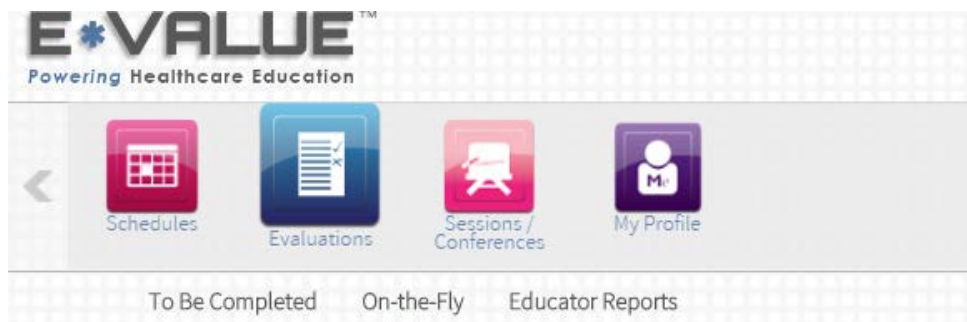 E*VALUE™
Powering Healthcare Education
Me
Schedules
Evaluations
Sessions /
Conferences
My Profile
To Be Completed On-the-Fly Educator Reports